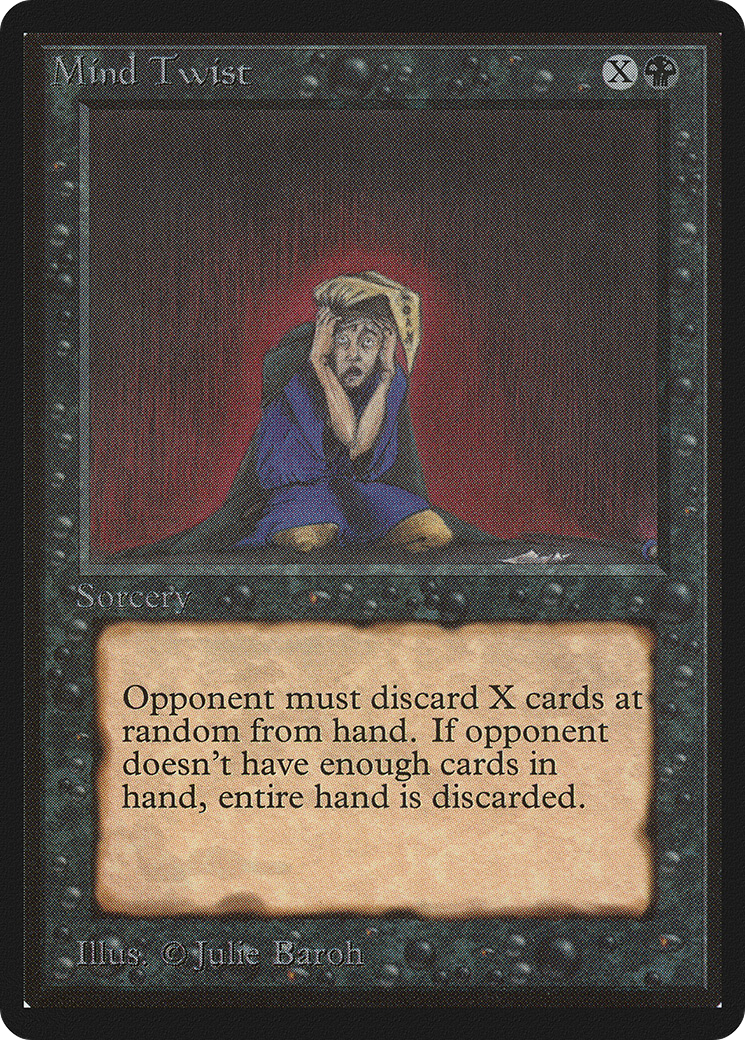 Mind Twist X
Sorcery
Opponent must discard X cards at
random from hand. If opponent
doesn't have enough cards in
hand, entire hand is discarded.
Illus. © Julie Baroh